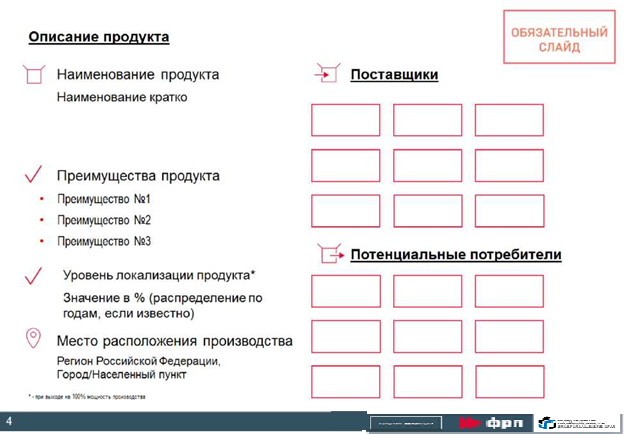 Описание продукта
ОБЯЗАТЕЛЬНЫЙ
СЛАЙД
Наименование продукта
Наименование кратко
Преимущества продукта
• Преимущество №1
• Преимущество №2
• Преимущество №3
Уровень локализации продукта*
Значение в % (распределение по
годам, если известно)
Место расположения производства
Регион Российской Федерации,
Город/Населенный пункт
* - при выходе на 100% мощность производства
Поставщики
Потенциальные потребители
4
фрп